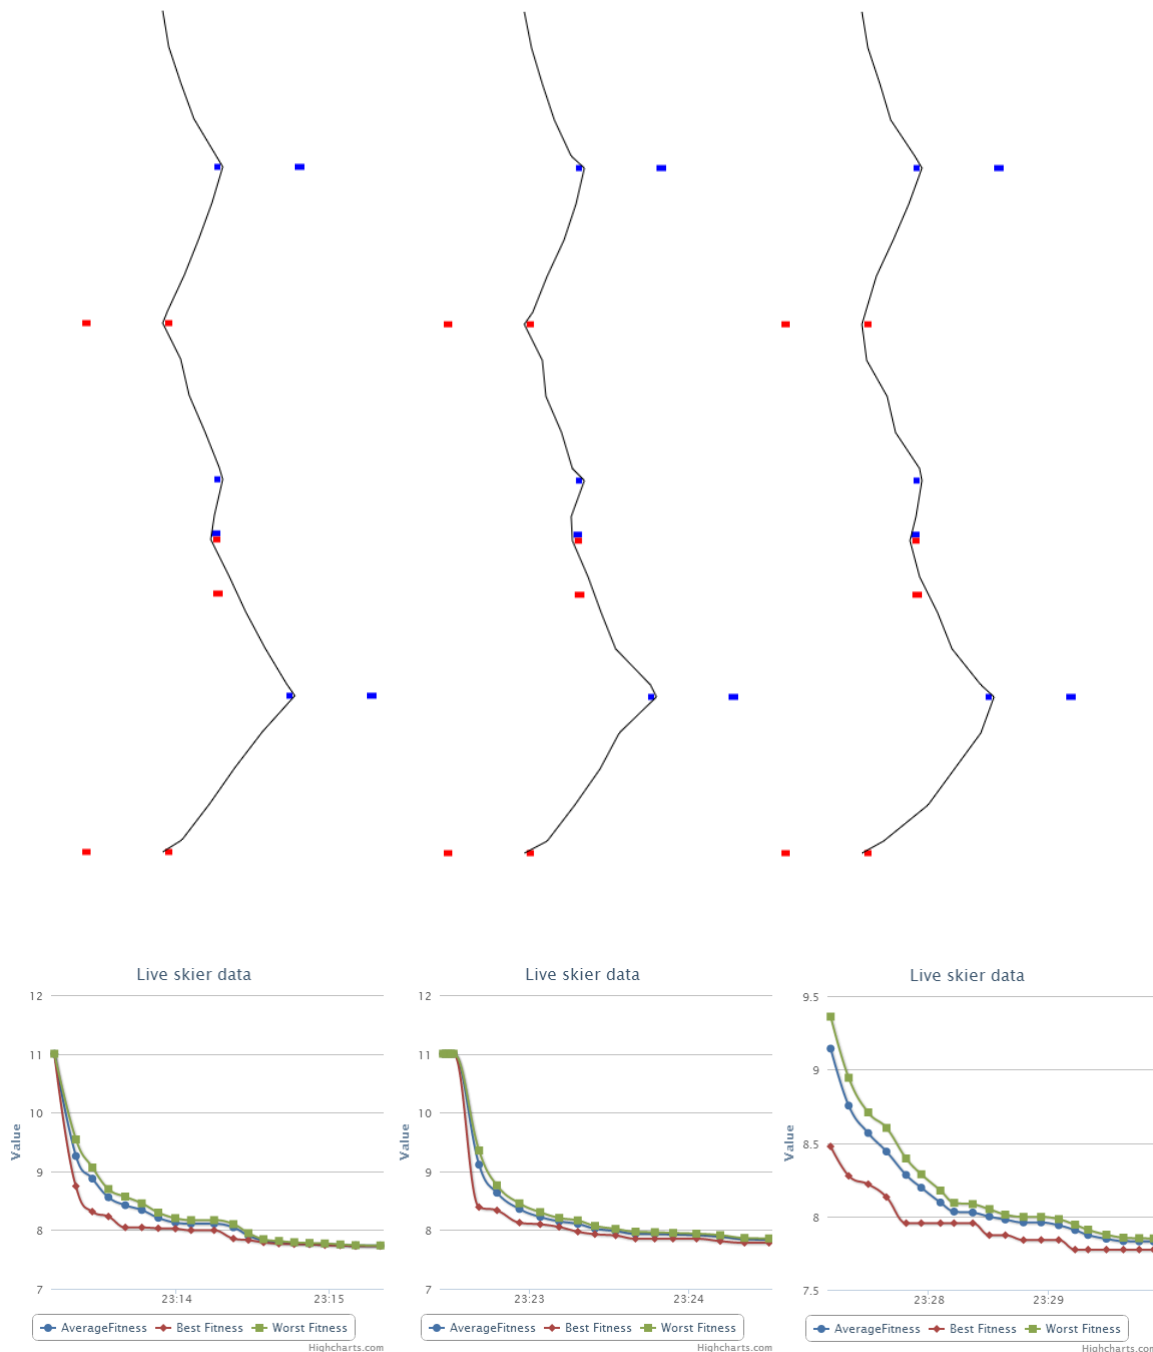 Live skier data
12
11
10
9
8
7
Value
23:14
23:15
AverageFitness Best Fitness Worst Fitness
Highcharts.com
Live skier data
12
11
10
9
8
7
Value
23:23
23:24
AverageFitness Best Fitness Worst Fitness
Highcharts.com
Live skier data
9.5
9
8.5
8
7.5
Value
23:28
23:29
AverageFitness Best Fitness Worst Fitness
Highcharts.com